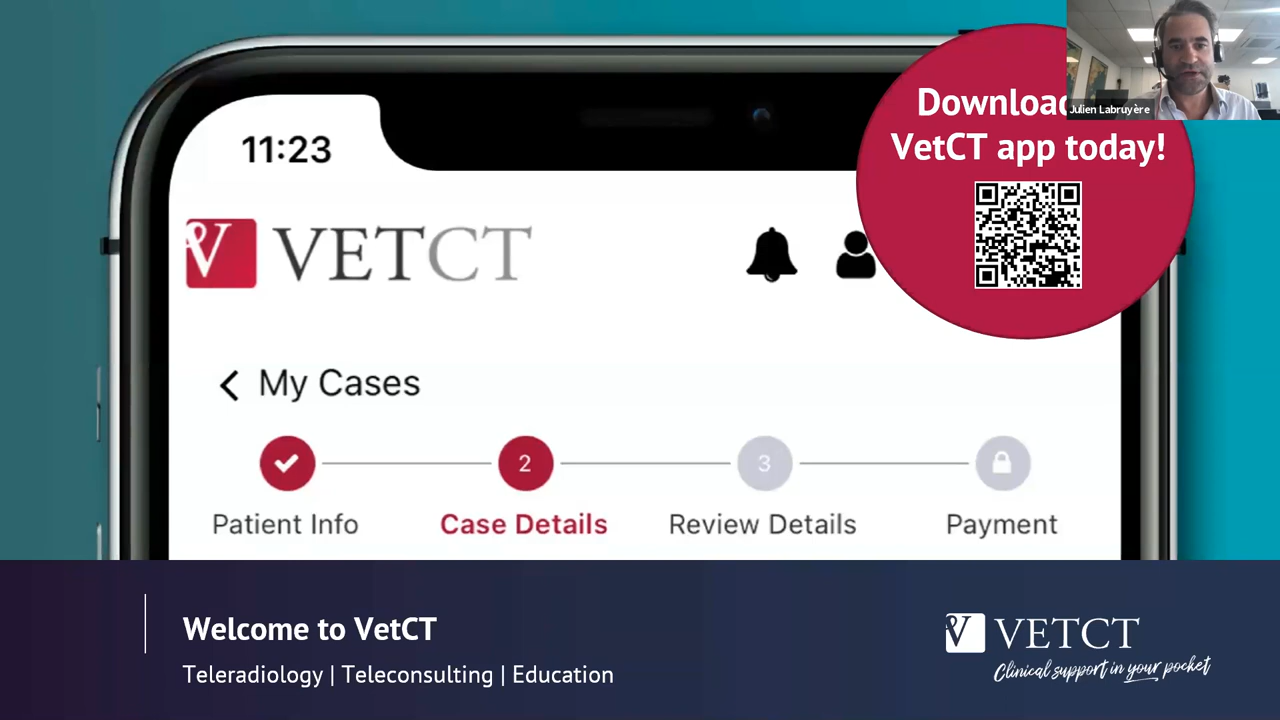 11:23
Download
VetCT app today!
Julien Labruyère
VETCT
My Cases
2
3
Patient Info
Case Details
Review Details
Payment
Welcome to VetCT
Teleradiology | Teleconsulting | Education
VETCT
Clinical support in your pocket